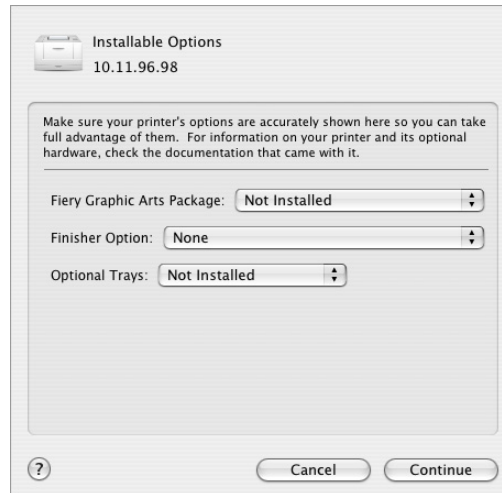 Installable Options
10.11.96.98
Make sure your printer's options are accurately shown here so you can take
full advantage of them. For information on your printer and its optional
hardware, check the documentation that came with it.
Fiery Graphic Arts Package: Not Installed
Finisher Option: None
Optional Trays: Not Installed
? Cancel Continue